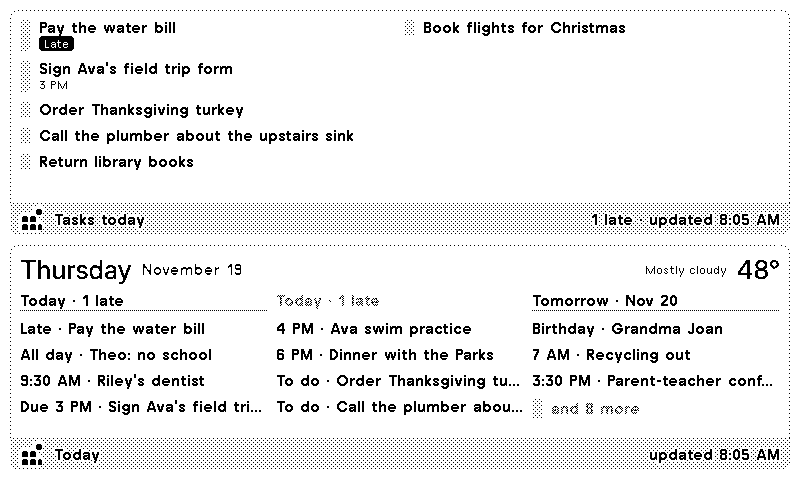 Pay the water bill
Late
Sign Ava's field trip form
3 PM
Order Thanksgiving turkey
Call the plumber about the upstairs sink
Return library books
Book flights for Christmas
Tasks today
1 late · updated 8:05 AM
Thursday November 19
Mostly cloudy 48°
Today · 1 late
Late · Pay the water bill
All day · Theo: no school
9:30 AM · Riley's dentist
Due 3 PM · Sign Ava's field tri...
Today · 1 late
4 PM · Ava swim practice
6 PM · Dinner with the Parks
To do · Order Thanksgiving tu...
To do · Call the plumber abou...
Tomorrow · Nov 20
Birthday · Grandma Joan
7 AM · Recycling out
3:30 PM · Parent-teacher conf...
and 8 more
Today
updated 8:05 AM